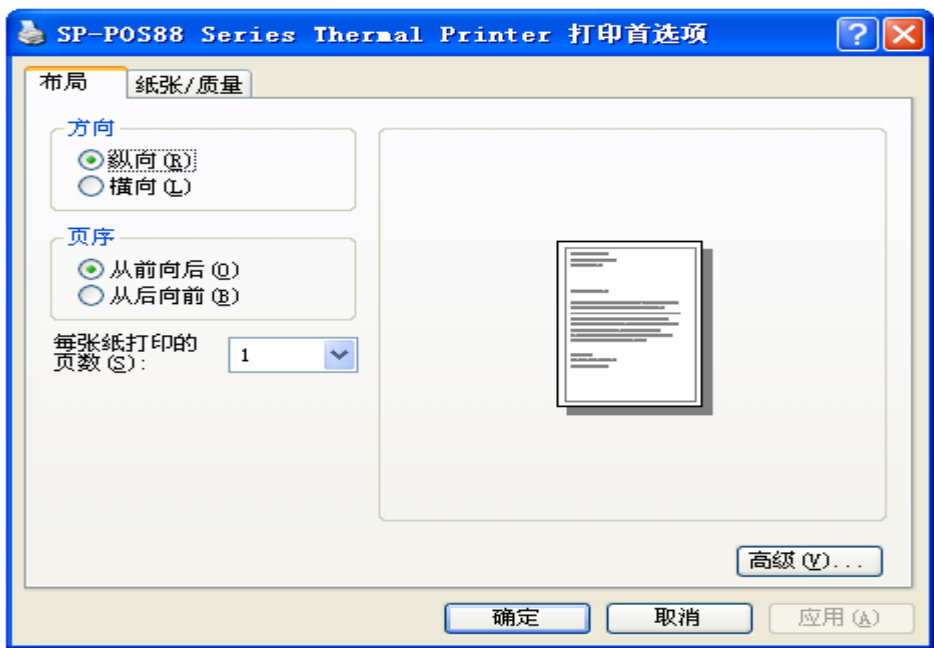 SP-POS88 Series Thermal Printer 打印首选项
布局
纸张/质量
方向
纵向(R)
横向(L)
页序
从前向后(O)
从后向前(B)
每张纸打印的
页数(S):
1
高级(V)...
确定
取消
应用(A)